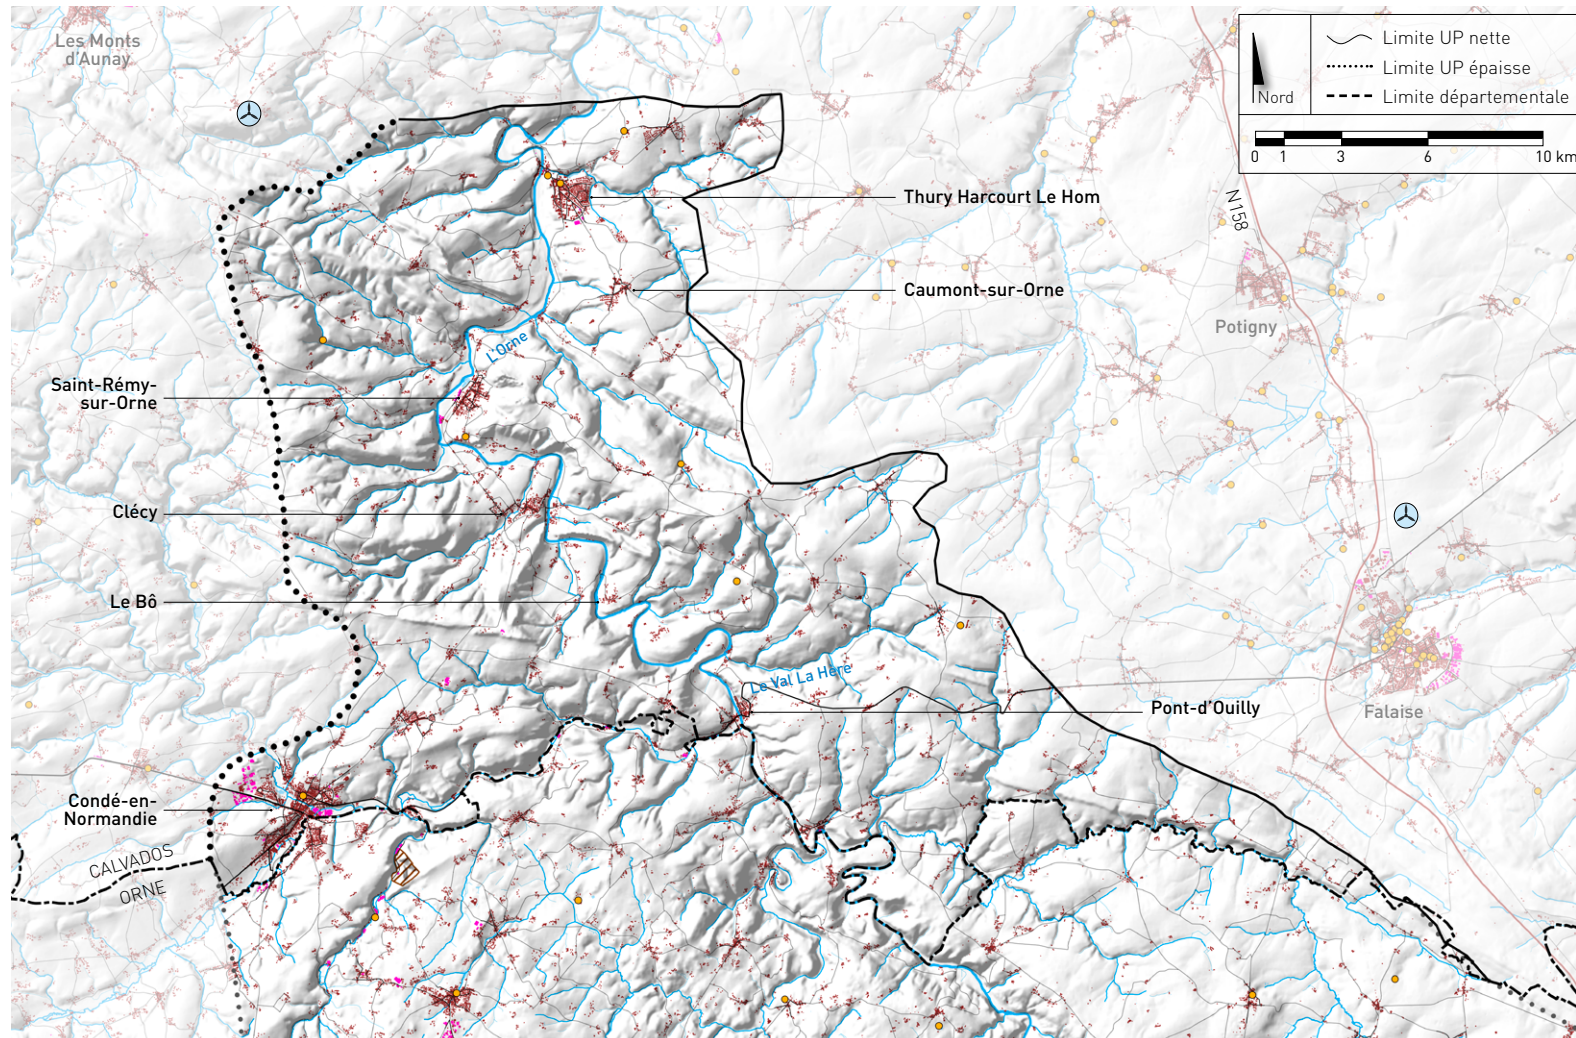 Les Monts
d'Aunay
Nord
Limite UP nette
Limite UP épaisse
Limite départementale
0 1 3 6 10 km
N158
Thury Harcourt Le Hom
Caumont-sur-Orne
Potigny
L'Orne
Saint-Rémy-
sur-Orne
Clécy
Le Bô
Le Val La Hère
Pont-d'Ouilly
Falaise
Condé-en-
Normandie
CALVADOS
ORNE